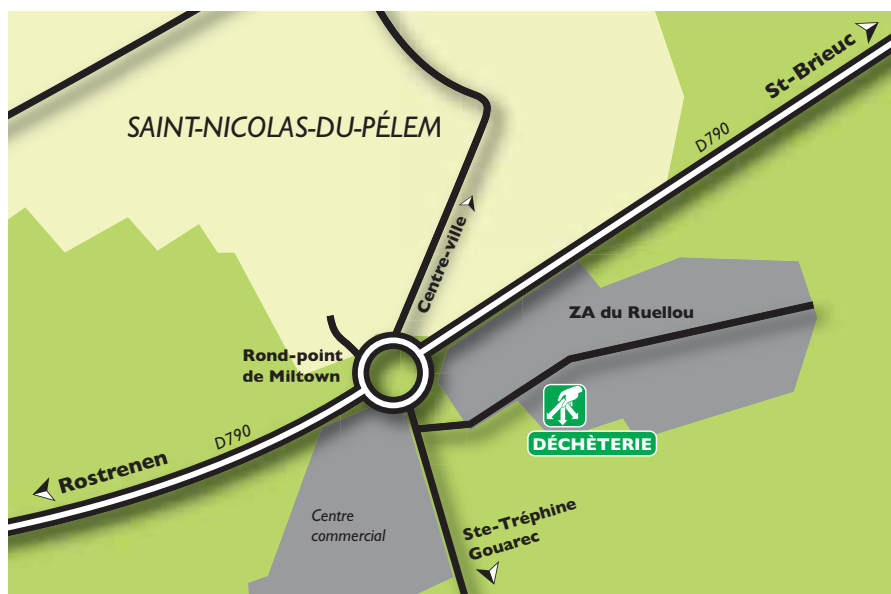 St-Brieuc
D790
SAINT-NICOLAS-DU-PÉLEM
Centre-ville
ZA du Ruellou
Rond-point
de Miltown
DÉCHÈTERIE
D790
Rostrenen
Centre
commercial
Ste-Tréphine
Gouarec